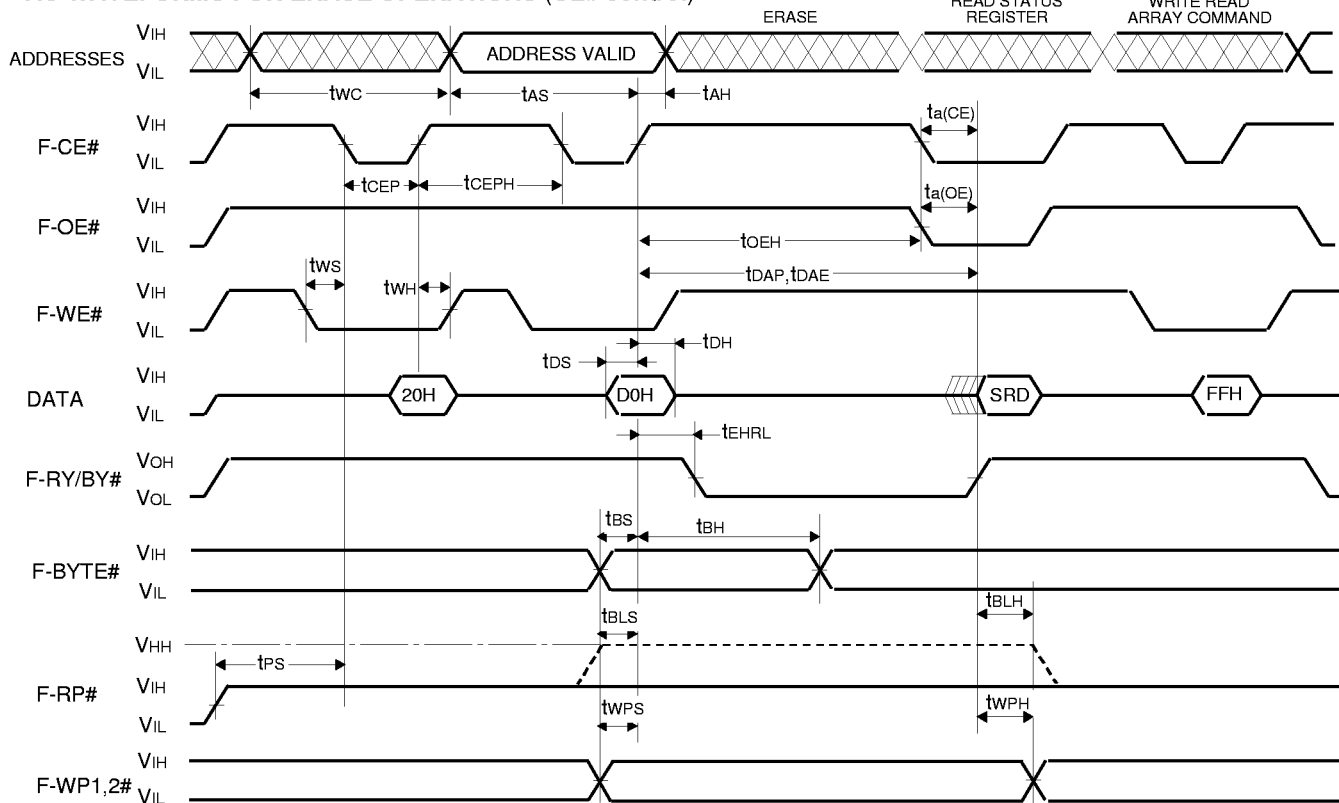 ERASE
READ STATUS
REGISTER
WRITE READ
ARRAY COMMAND
ADDRESSES
VIH
VIL
ADDRESS VALID
tWC
tAS
tAH
F-CE#
VIH
VIL
ta(CE)
tCEP
tCEPH
F-OE#
VIH
VIL
ta(OE)
tOEH
tDAP,tDAE
F-WE#
VIH
VIL
tWS
tWH
tDS
tDH
DATA
VIH
VIL
20H
D0H
SRD
FFH
tEHRL
F-RY/BY#
VOH
VOL
tBS
tBH
F-BYTE#
VIH
VIL
tBLS
tBLH
VHH
tPS
F-RP#
VIH
VIL
tWPS
tWPH
F-WP1,2#
VIH
VIL